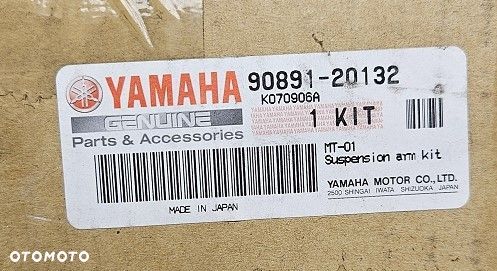 YAMAHA 90891-20132
K070906A
GENUINE 1 KIT
Parts & Accessories
MT-01
Suspension arm kit
YAMAHA MOTOR CO., LTD.
2500 SHINGAI IWATA SHIZUOKA, JAPAN
MADE IN JAPAN
OTOMOTO